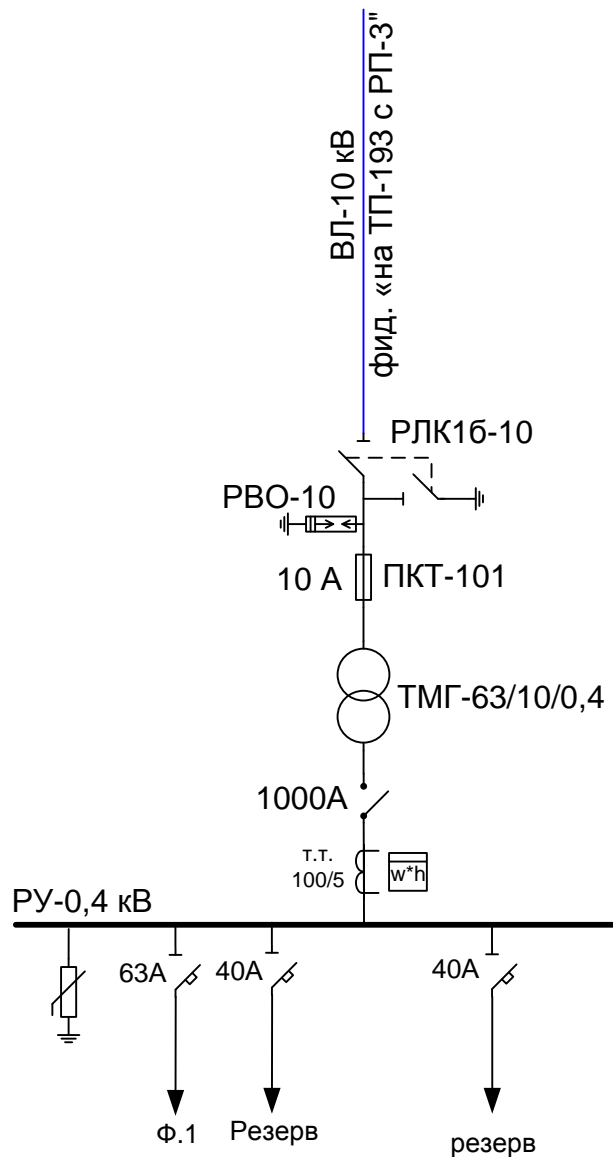 ВЛ-10 кВ
фид. «на ТП-193 с РП-3"
РЛК1б-10
РВО-10
10 А
ПКТ-101
ТМГ-63/10/0,4
1000А
т.т.
100/5
w*h
РУ-0,4 кВ
63А
40А
40А
Ф.1
Резерв
резерв